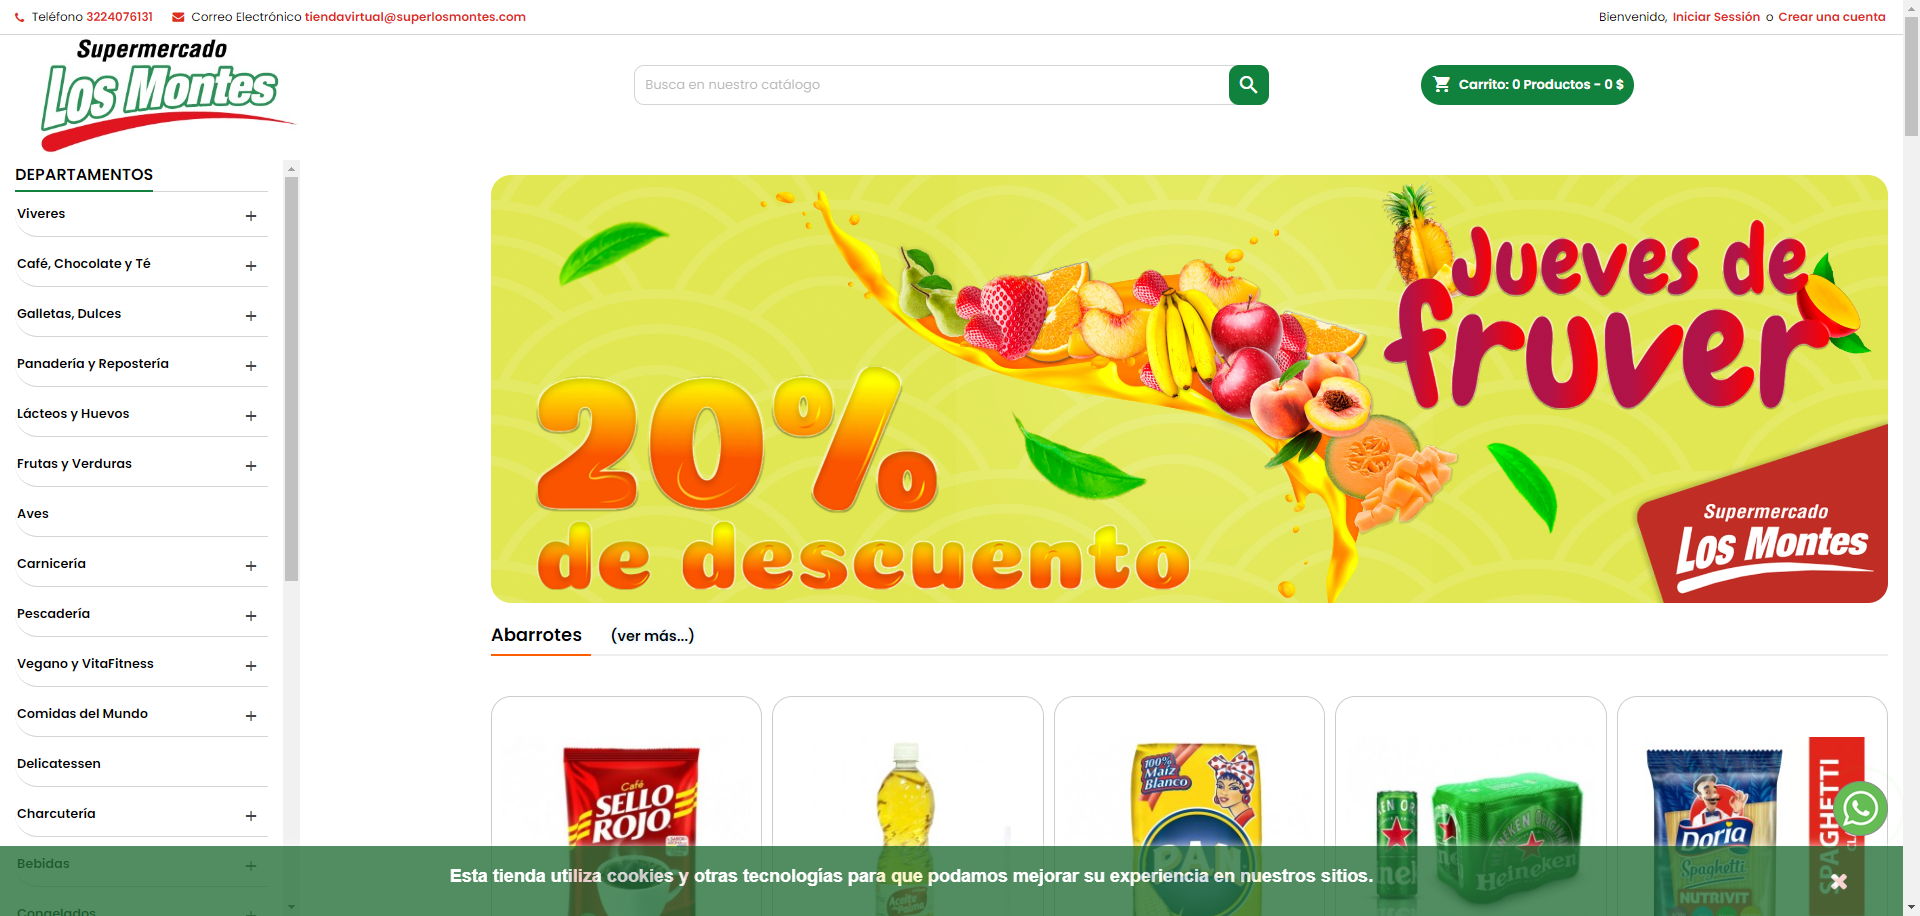 Teléfono 3224076131
Correo Electrónico tiendavirtual@superlosmontes.com
Bienvenido, Iniciar Sessión o Crear una cuenta
Supermercado
Los Montes
Busca en nuestro catálogo
Carrito: 0 Productos - 0 $
DEPARTAMENTOS
Viveres
Café, Chocolate y Té
Galletas, Dulces
Panadería y Repostería
Lácteos y Huevos
Frutas y Verduras
Aves
Carnicería
Pescadería
Vegano y VitaFitness
Comidas del Mundo
Delicatessen
Charcutería
Bebidas
Congelados
Jueves de
fruver
20%
de descuento
Supermercado
Los Montes
Abarrotes
(ver más...)
Café
SELLO
ROJO
100%
Maíz
Blanco
PAN
Heineken
Doria
Spaghetti
NUTRIVIT
SPAGHETTI
Aceite
Esta tienda utiliza cookies y otras tecnologías para que podamos mejorar su experiencia en nuestros sitios.